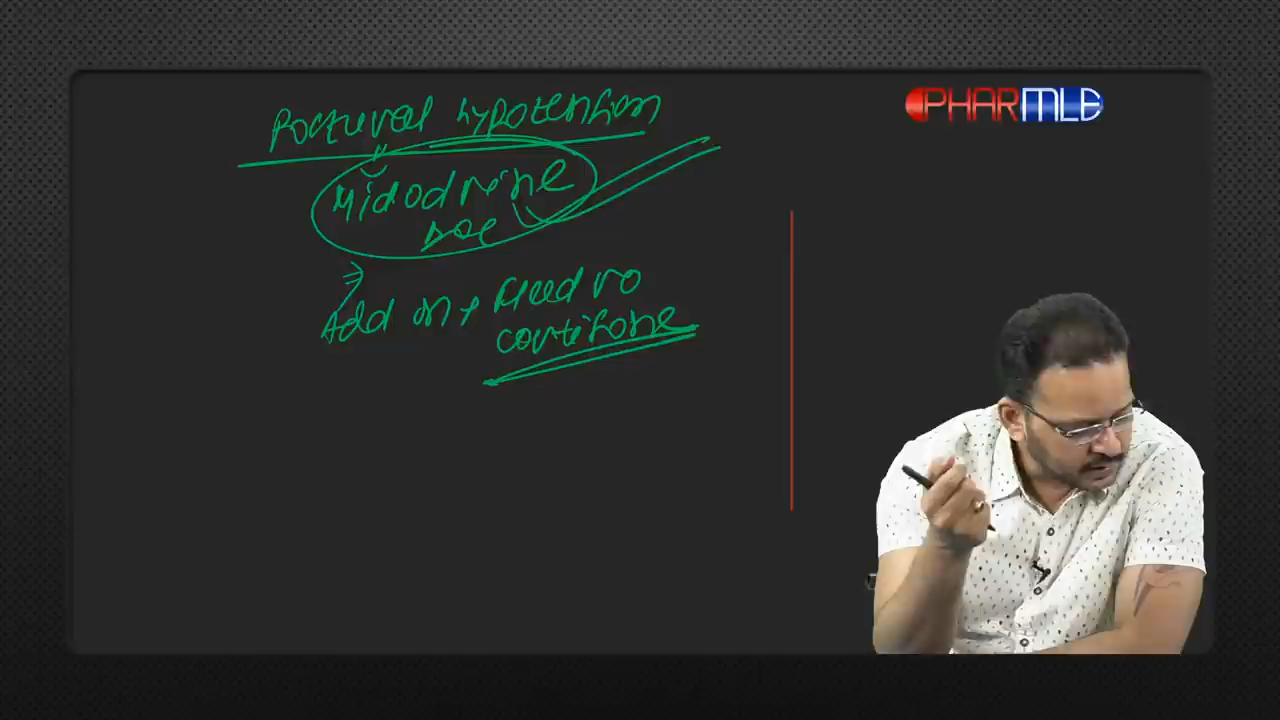 Postural hypotension
Midodrine
DOC
Add on + Fludro
cortisone
PHARMLE